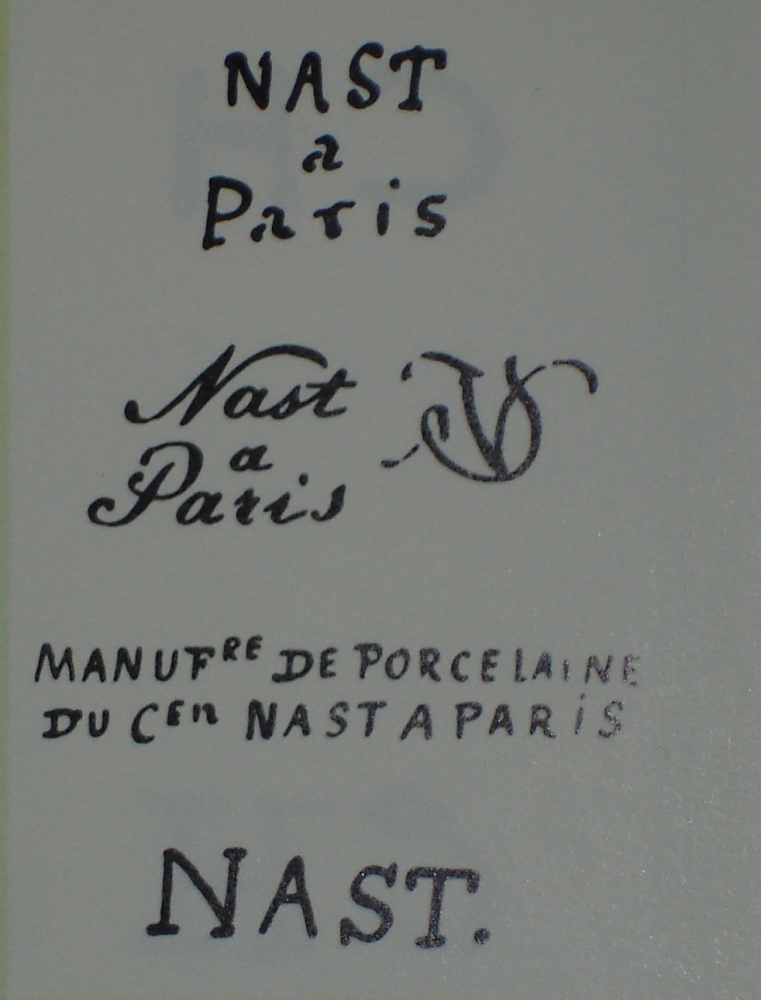 NAST
a
Paris
Nast
a
Paris
MANUFRE DE PORCELAINE
DU CEn NAST A PARiS
NAST.